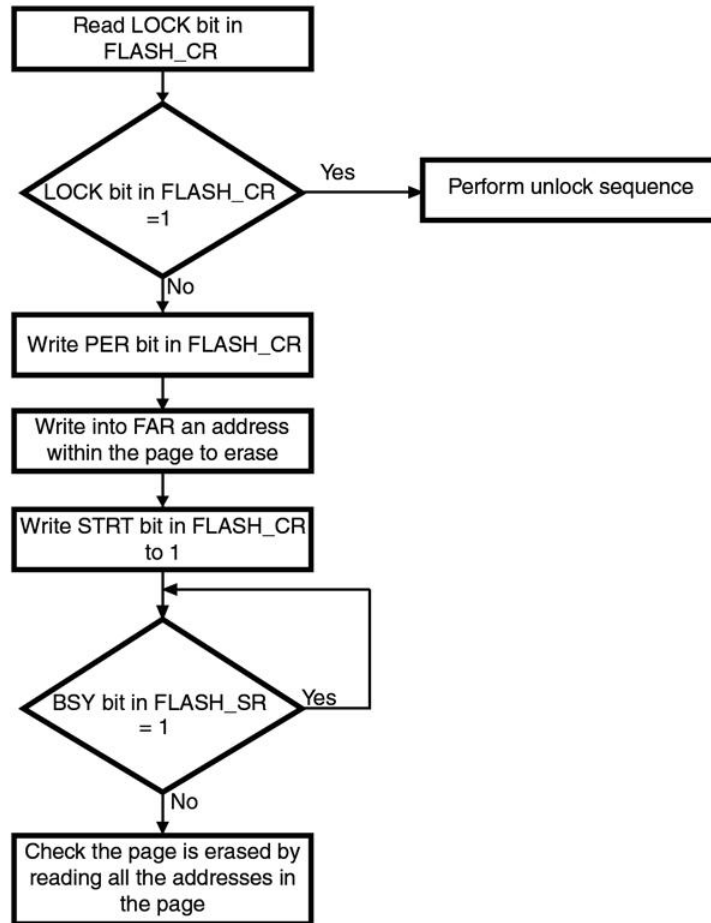 Read LOCK bit in
FLASH_CR
LOCK bit in FLASH_CR
=1
Yes
Perform unlock sequence
No
Write PER bit in FLASH_CR
Write into FAR an address
within the page to erase
Write STRT bit in FLASH_CR
to 1
BSY bit in FLASH_SR
= 1
Yes
No
Check the page is erased by
reading all the addresses in
the page